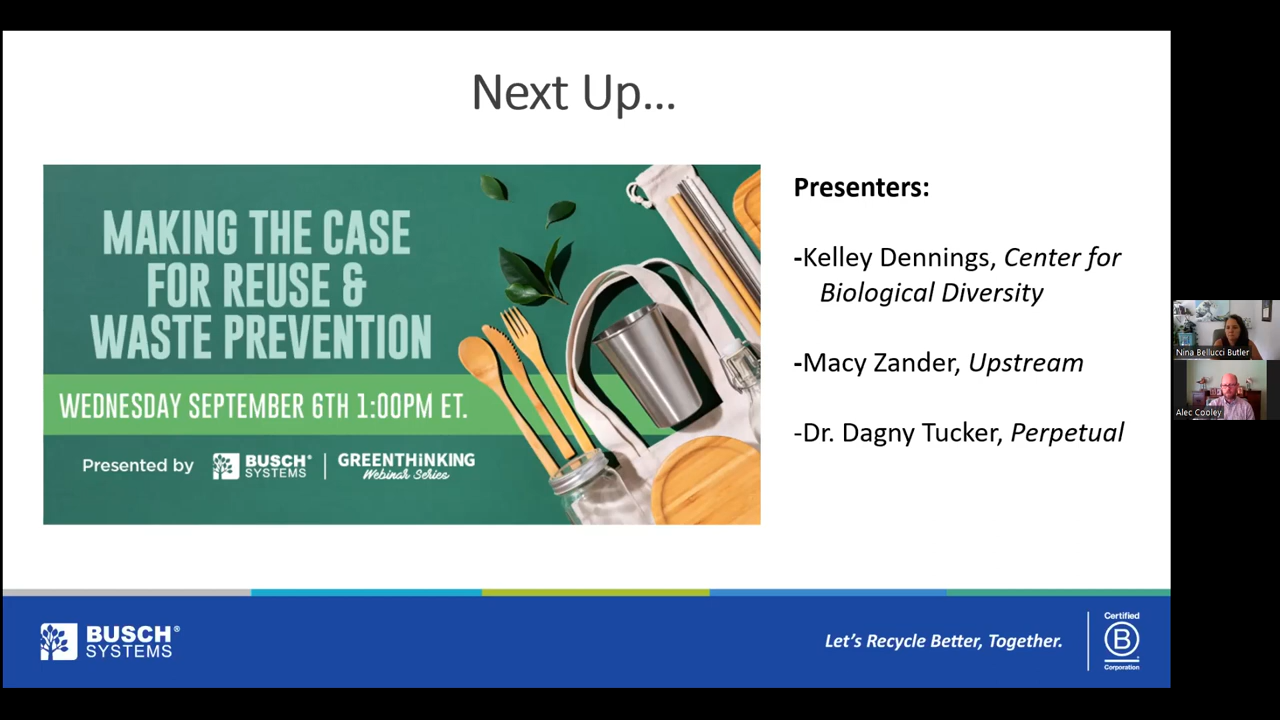 Next Up...
MAKING THE CASE
FOR REUSE &
WASTE PREVENTION
WEDNESDAY SEPTEMBER 6TH 1:00PM ET.
Presented by BUSCH® SYSTEMS | GREENTHiNKING Webinar Series
Presenters:
-Kelley Dennings, Center for
Biological Diversity
-Macy Zander, Upstream
-Dr. Dagny Tucker, Perpetual
Nina Bellucci Butler
Alec Cooley
BUSCH®
SYSTEMS
Let's Recycle Better, Together.
Certified
B
Corporation